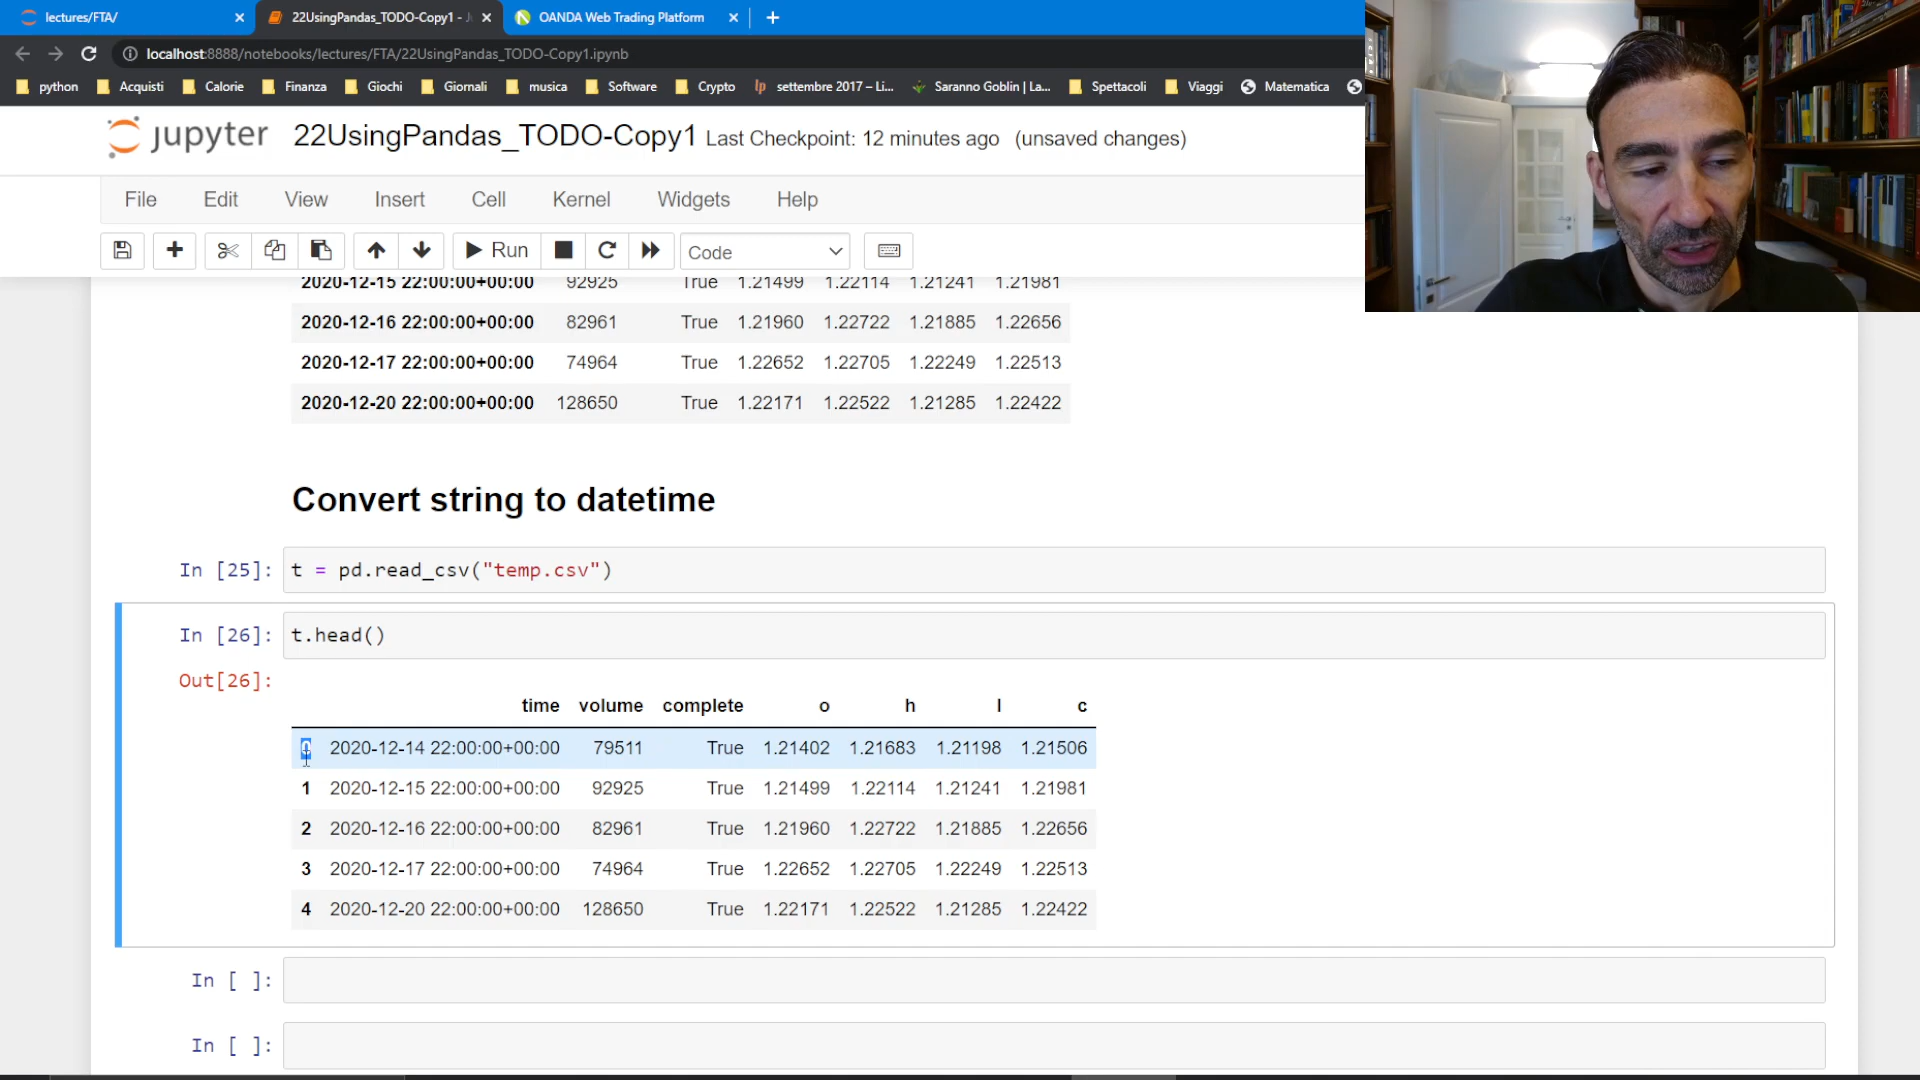 lectures/FTA/
22UsingPandas_TODO-Copy1 - J
OANDA Web Trading Platform
localhost:8888/notebooks/lectures/FTA/22UsingPandas_TODO-Copy1.ipynb
python Acquisti Calorie Finanza Giochi Giornali musica Software Crypto lp settembre 2017 – Li... Saranno Goblin | La... Spettacoli Viaggi Matematica
jupyter 22UsingPandas_TODO-Copy1 Last Checkpoint: 12 minutes ago (unsaved changes)
File Edit View Insert Cell Kernel Widgets Help
Run Code
2020-12-15 22:00:00+00:00 92925 True 1.21499 1.22114 1.21241 1.21981
2020-12-16 22:00:00+00:00 82961 True 1.21960 1.22722 1.21885 1.22656
2020-12-17 22:00:00+00:00 74964 True 1.22652 1.22705 1.22249 1.22513
2020-12-20 22:00:00+00:00 128650 True 1.22171 1.22522 1.21285 1.22422
Convert string to datetime
In [25]: t = pd.read_csv("temp.csv")
In [26]: t.head()
Out[26]:
time volume complete o h l c
0 2020-12-14 22:00:00+00:00 79511 True 1.21402 1.21683 1.21198 1.21506
1 2020-12-15 22:00:00+00:00 92925 True 1.21499 1.22114 1.21241 1.21981
2 2020-12-16 22:00:00+00:00 82961 True 1.21960 1.22722 1.21885 1.22656
3 2020-12-17 22:00:00+00:00 74964 True 1.22652 1.22705 1.22249 1.22513
4 2020-12-20 22:00:00+00:00 128650 True 1.22171 1.22522 1.21285 1.22422
In [ ]:
In [ ]: